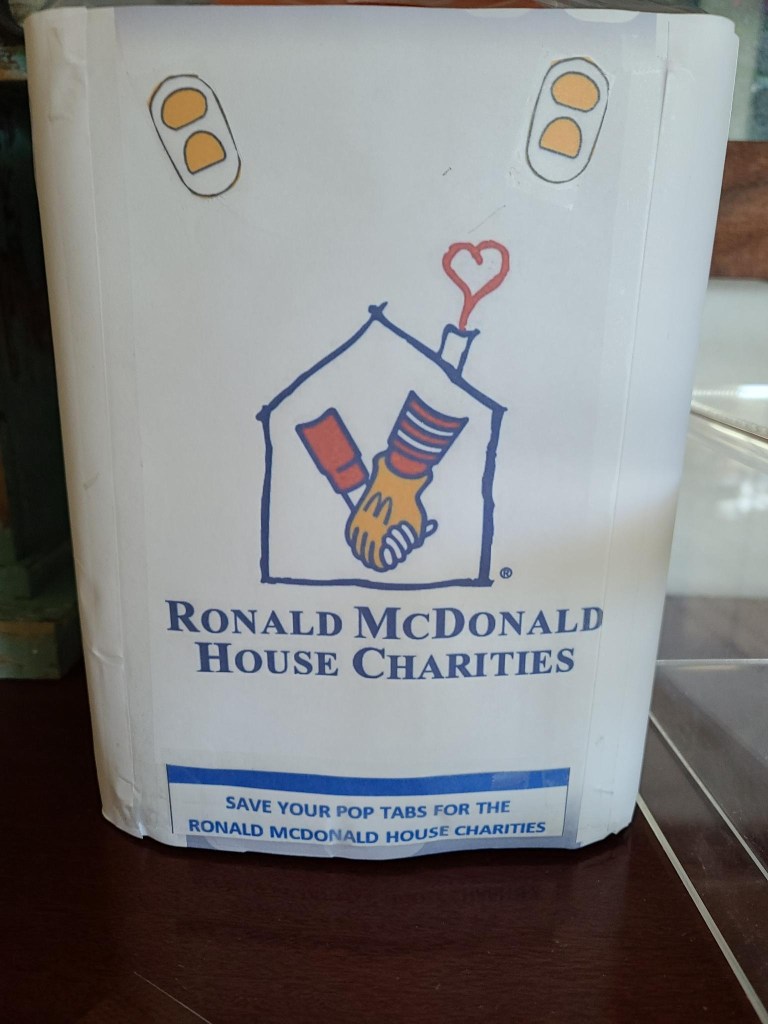 ®
RONALD MCDONALD
HOUSE CHARITIES
SAVE YOUR POP TABS FOR THE
RONALD MCDONALD HOUSE CHARITIES